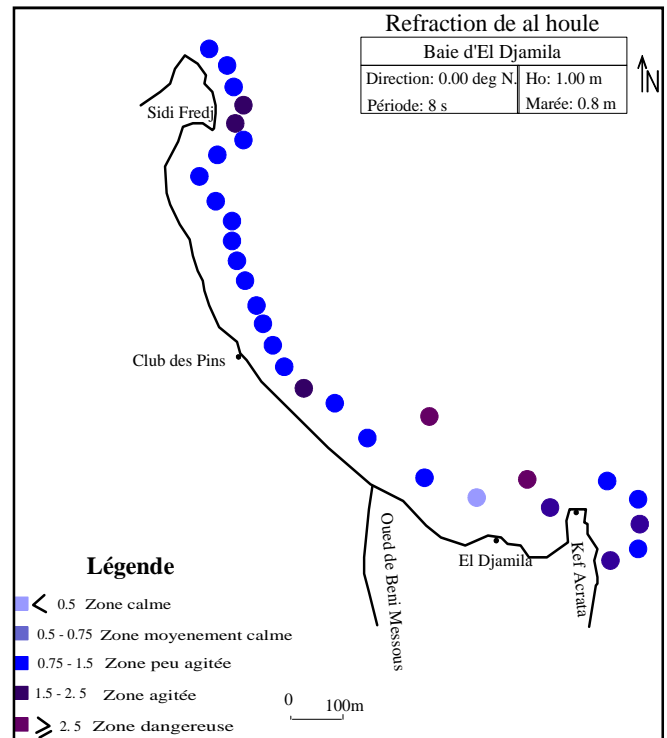 Refraction de al houle
Baie d'El Djamila
Direction: 0.00 deg N. Ho: 1.00 m
Période: 8 s Marée: 0.8 m
N
Sidi Fredj
Club des Pins
Oued de Beni Messous
El Djamila
Kef Acrata
Légende
< 0.5 Zone calme
0.5 - 0.75 Zone moyenement calme
0.75 - 1.5 Zone peu agitée
1.5 - 2. 5 Zone agitée
≥ 2. 5 Zone dangereuse
0 100m